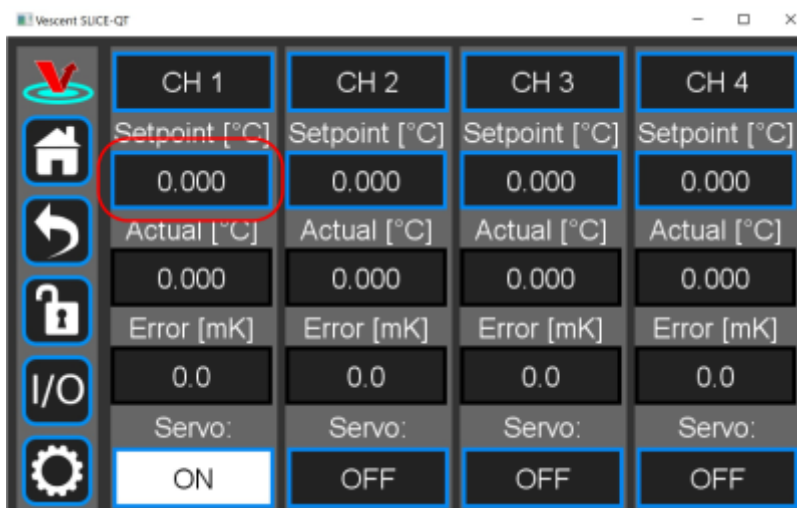 Vescent SLICE-QT
CH 1 CH 2 CH 3 CH 4
Setpoint [°C] Setpoint [°C] Setpoint [°C] Setpoint [°C]
0.000 0.000 0.000 0.000
Actual [°C] Actual [°C] Actual [°C] Actual [°C]
0.000 0.000 0.000 0.000
Error [mK] Error [mK] Error [mK] Error [mK]
I/O 0.0 0.0 0.0 0.0
Servo: Servo: Servo: Servo:
ON OFF OFF OFF